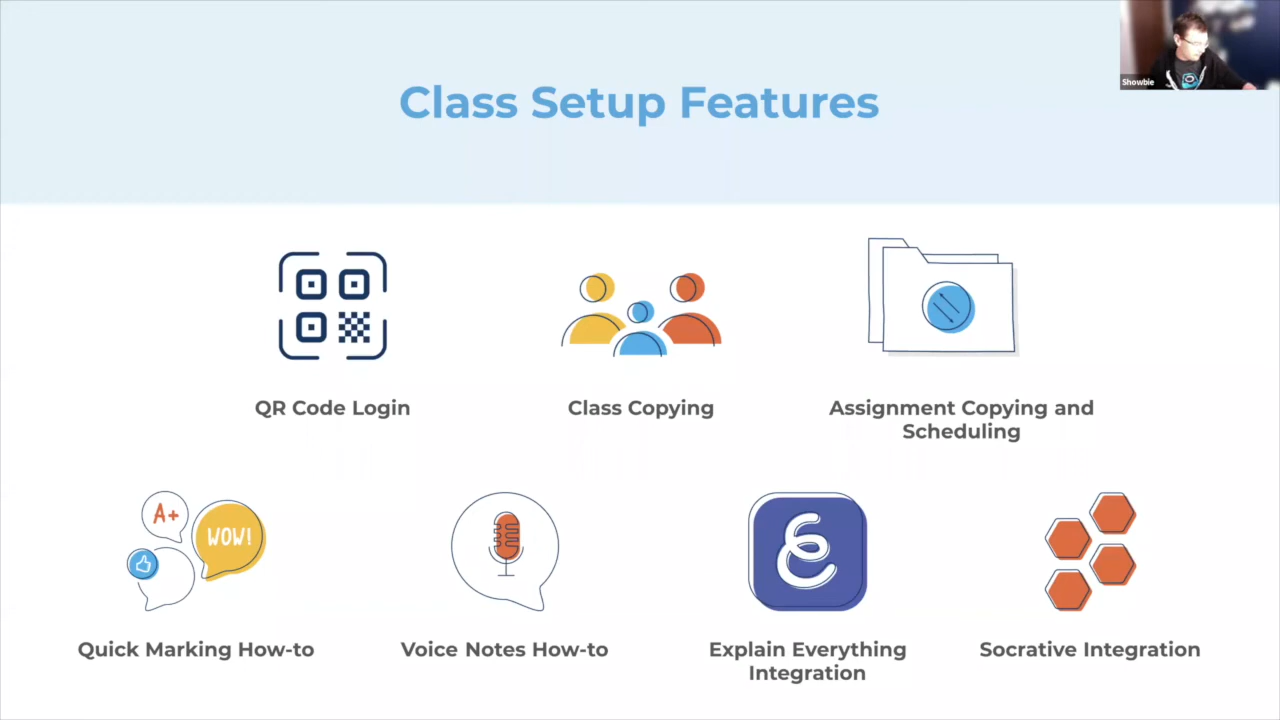 Class Setup Features
Showbie
QR Code Login
Class Copying
Assignment Copying and
Scheduling
A+
WOW!
Quick Marking How-to
Voice Notes How-to
Explain Everything
Integration
Socrative Integration